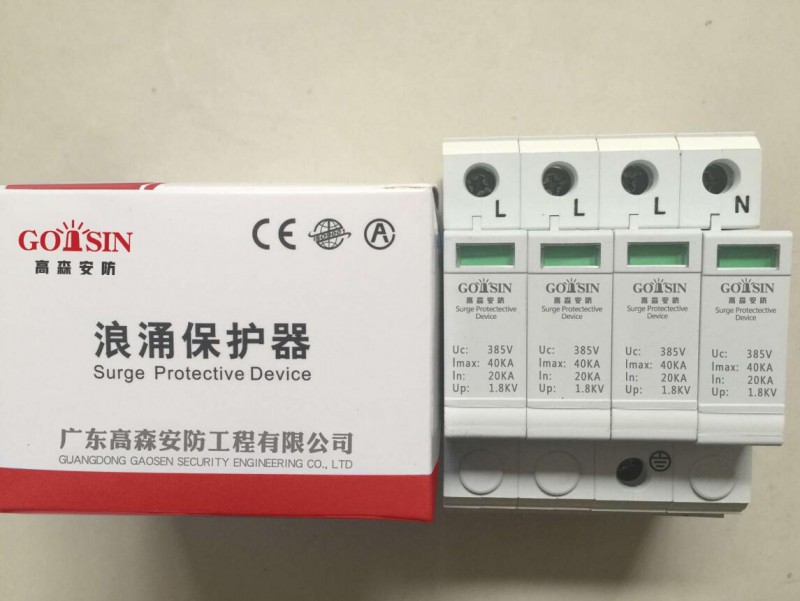 GOSIN
高森安防
CE
ISO9001
A
浪涌保护器
Surge Protective Device
广东高森安防工程有限公司
GUANGDONG GAOSEN SECURITY ENGINEERING CO., LTD
L
L
L
N
GOSIN
高森安防
Surge Protectective
Device
Uc: 385V
Imax: 40KA
In: 20KA
Up: 1.8KV
GOSIN
高森安防
Surge Protectective
Device
Uc: 385V
Imax: 40KA
In: 20KA
Up: 1.8KV
GOSIN
高森安防
Surge Protectective
Device
Uc: 385V
Imax: 40KA
In: 20KA
Up: 1.8KV
GOSIN
高森安防
Surge Protectective
Device
Uc: 385V
Imax: 40KA
In: 20KA
Up: 1.8KV